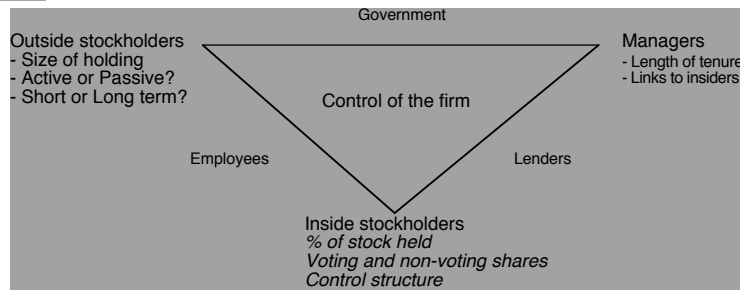 Government
Outside stockholders
- Size of holding
- Active or Passive?
- Short or Long term?
Managers
- Length of tenure
- Links to insiders
Control of the firm
Employees
Lenders
Inside stockholders
% of stock held
Voting and non-voting shares
Control structure